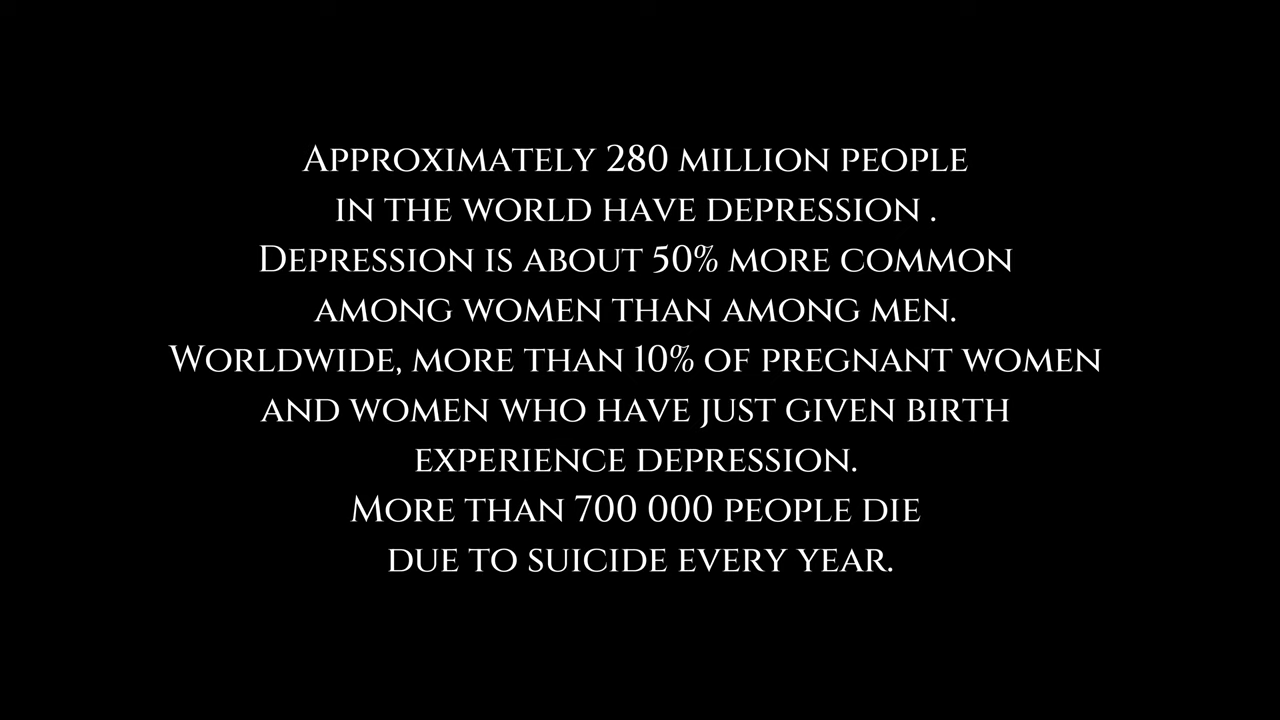 Approximately 280 million people
in the world have depression .
Depression is about 50% more common
among women than among men.
Worldwide, more than 10% of pregnant women
and women who have just given birth
experience depression.
More than 700 000 people die
due to suicide every year.